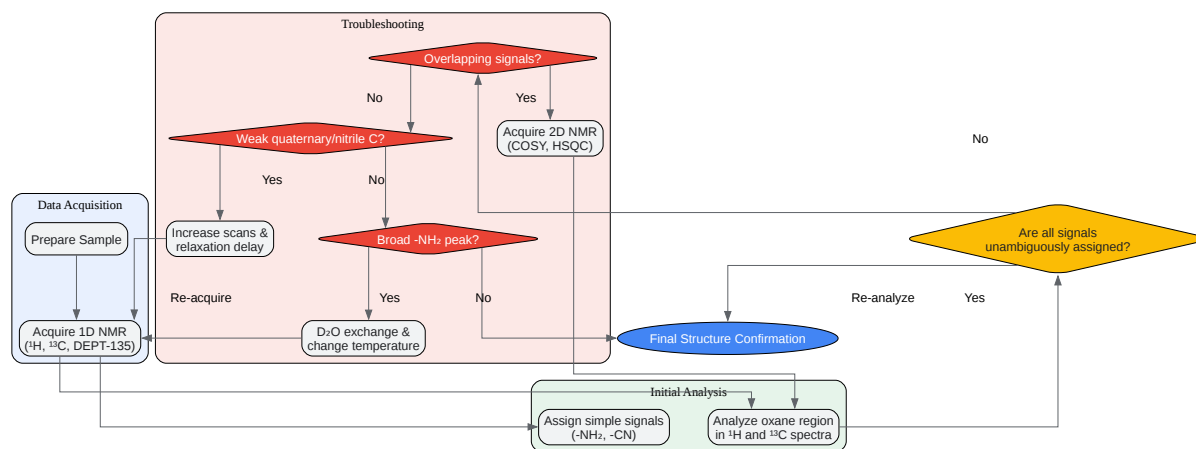 Troubleshooting
Overlapping signals?
No
Yes
Acquire 2D NMR
(COSY, HSQC)
Weak quaternary/nitrile C?
No
Yes
No
Data Acquisition
Prepare Sample
Increase scans &
relaxation delay
Broad -NH₂ peak?
Are all signals
unambiguously assigned?
Re-acquire
Yes
No
Re-analyze
Yes
Acquire 1D NMR
(¹H, ¹³C, DEPT-135)
D₂O exchange &
change temperature
Final Structure Confirmation
Initial Analysis
Assign simple signals
(-NH₂, -CN)
Analyze oxane region
in ¹H and ¹³C spectra